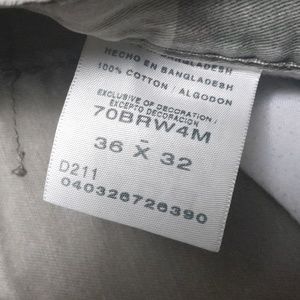 HECHO EN BANGLADESH
100% COTTON / ALGODON
EXCLUSIVE OF DECORATION /
EXCEPTO DECORACION
70BRW4M
36 X 32
D211
040326726390